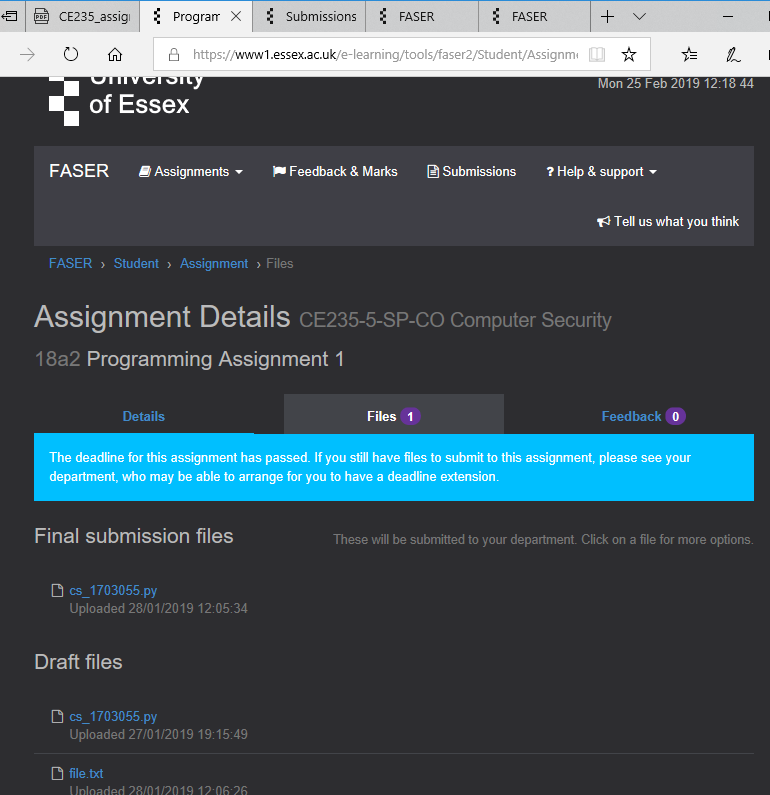 CE235_assig
Program
Submissions
FASER
FASER
https://www1.essex.ac.uk/e-learning/tools/faser2/Student/Assignme
University
of Essex
Mon 25 Feb 2019 12:18 44
FASER
Assignments
Feedback & Marks
Submissions
? Help & support
Tell us what you think
FASER › Student › Assignment › Files
Assignment Details CE235-5-SP-CO Computer Security
18a2 Programming Assignment 1
Details
Files 1
Feedback 0
The deadline for this assignment has passed. If you still have files to submit to this assignment, please see your
department, who may be able to arrange for you to have a deadline extension.
Final submission files
These will be submitted to your department. Click on a file for more options.
cs_1703055.py
Uploaded 28/01/2019 12:05:34
Draft files
cs_1703055.py
Uploaded 27/01/2019 19:15:49
file.txt
Uploaded 28/01/2019 12:06:26